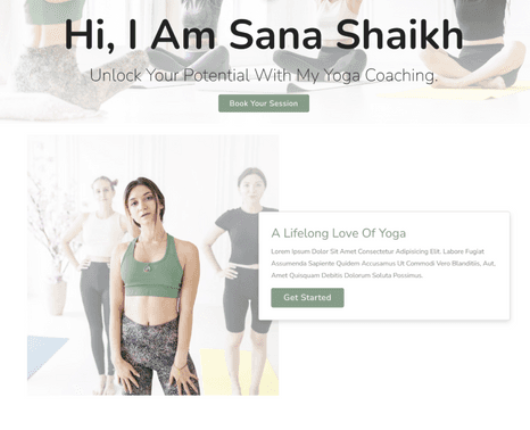 Hi, I Am Sana Shaikh
Unlock Your Potential With My Yoga Coaching.
Book Your Session
A Lifelong Love Of Yoga
Lorem Ipsum Dolor Sit Amet Consectetur Adipisicing Elit. Labore Fugiat
Assumenda Sapiente Quidem Accusamus Ut Commodi Vero Blanditiis, Aut,
Amet Quisquam Debitis Dolorum Soluta Possimus.
Get Started